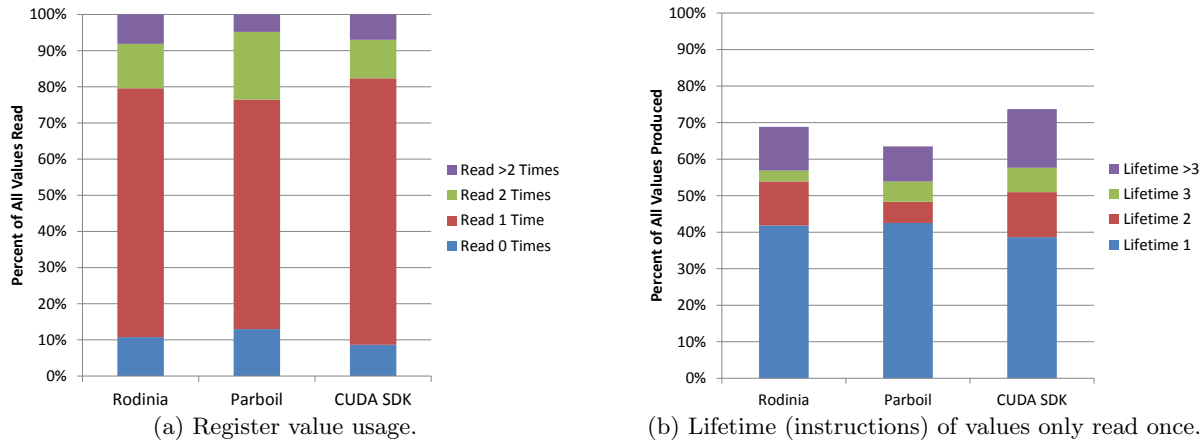 100%
90%
80%
70%
60%
50%
40%
30%
20%
10%
0%
Percent of All Values Read
Rodinia
Parboil
CUDA SDK
Read >2 Times
Read 2 Times
Read 1 Time
Read 0 Times
(a) Register value usage.
100%
90%
80%
70%
60%
50%
40%
30%
20%
10%
0%
Percent of All Values Produced
Rodinia
Parboil
CUDA SDK
Lifetime >3
Lifetime 3
Lifetime 2
Lifetime 1
(b) Lifetime (instructions) of values only read once.